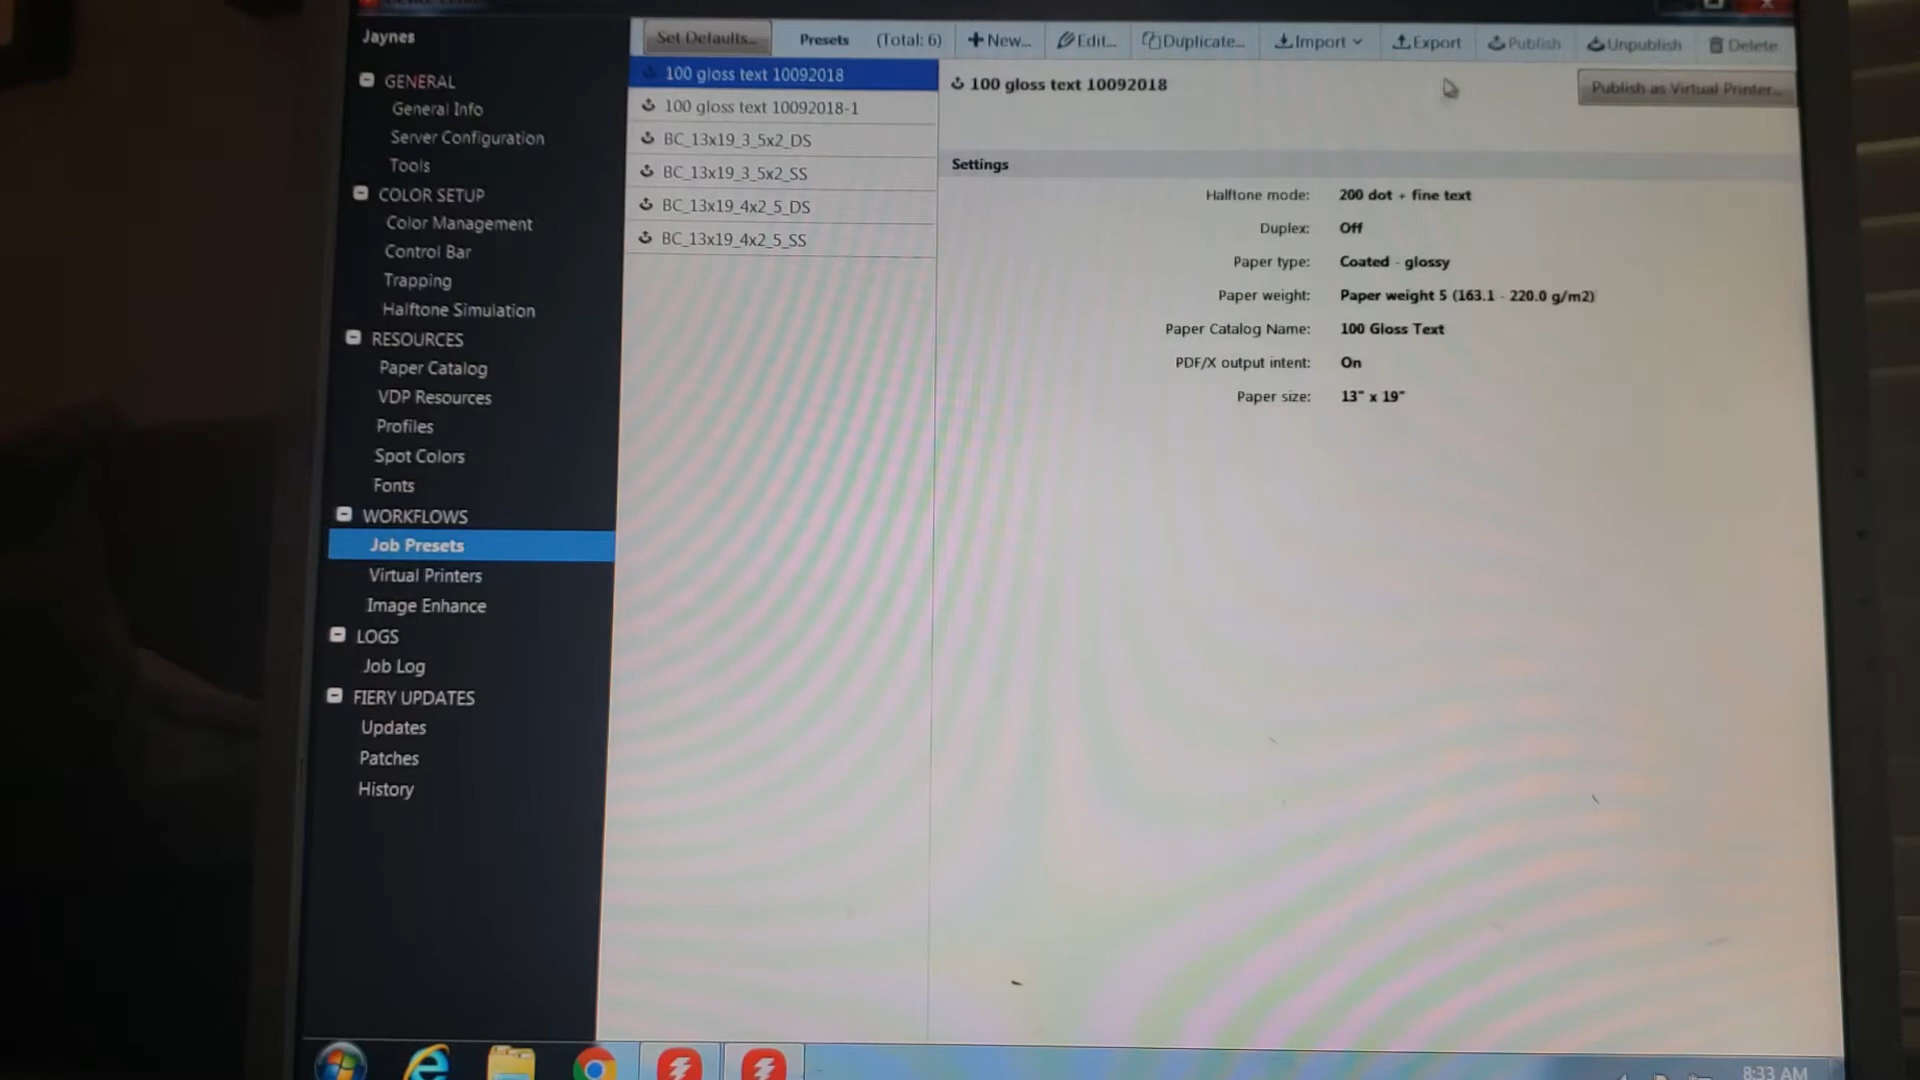 Jaynes
GENERAL
General Info
Server Configuration
Tools
COLOR SETUP
Color Management
Control Bar
Trapping
Halftone Simulation
RESOURCES
Paper Catalog
VDP Resources
Profiles
Spot Colors
Fonts
WORKFLOWS
Job Presets
Virtual Printers
Image Enhance
LOGS
Job Log
FIERY UPDATES
Updates
Patches
History
Set Defaults... Presets (Total: 6) New... Edit... Duplicate... Import Export Publish Unpublish Delete
100 gloss text 10092018
100 gloss text 10092018-1
BC_13x19_3_5x2_DS
BC_13x19_3_5x2_SS
BC_13x19_4x2_5_DS
BC_13x19_4x2_5_SS
100 gloss text 10092018
Publish as Virtual Printer...
Settings
Halftone mode: 200 dot + fine text
Duplex: Off
Paper type: Coated - glossy
Paper weight: Paper weight 5 (163.1 - 220.0 g/m2)
Paper Catalog Name: 100 Gloss Text
PDF/X output intent: On
Paper size: 13" x 19"
8:33 AM